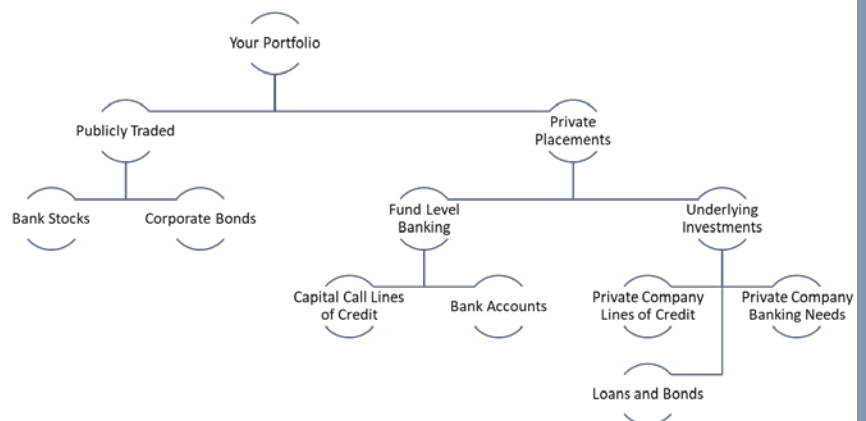 Your Portfolio
Publicly Traded
Private
Placements
Bank Stocks
Corporate Bonds
Fund Level
Banking
Underlying
Investments
Capital Call Lines
of Credit
Bank Accounts
Private Company
Lines of Credit
Private Company
Banking Needs
Loans and Bonds